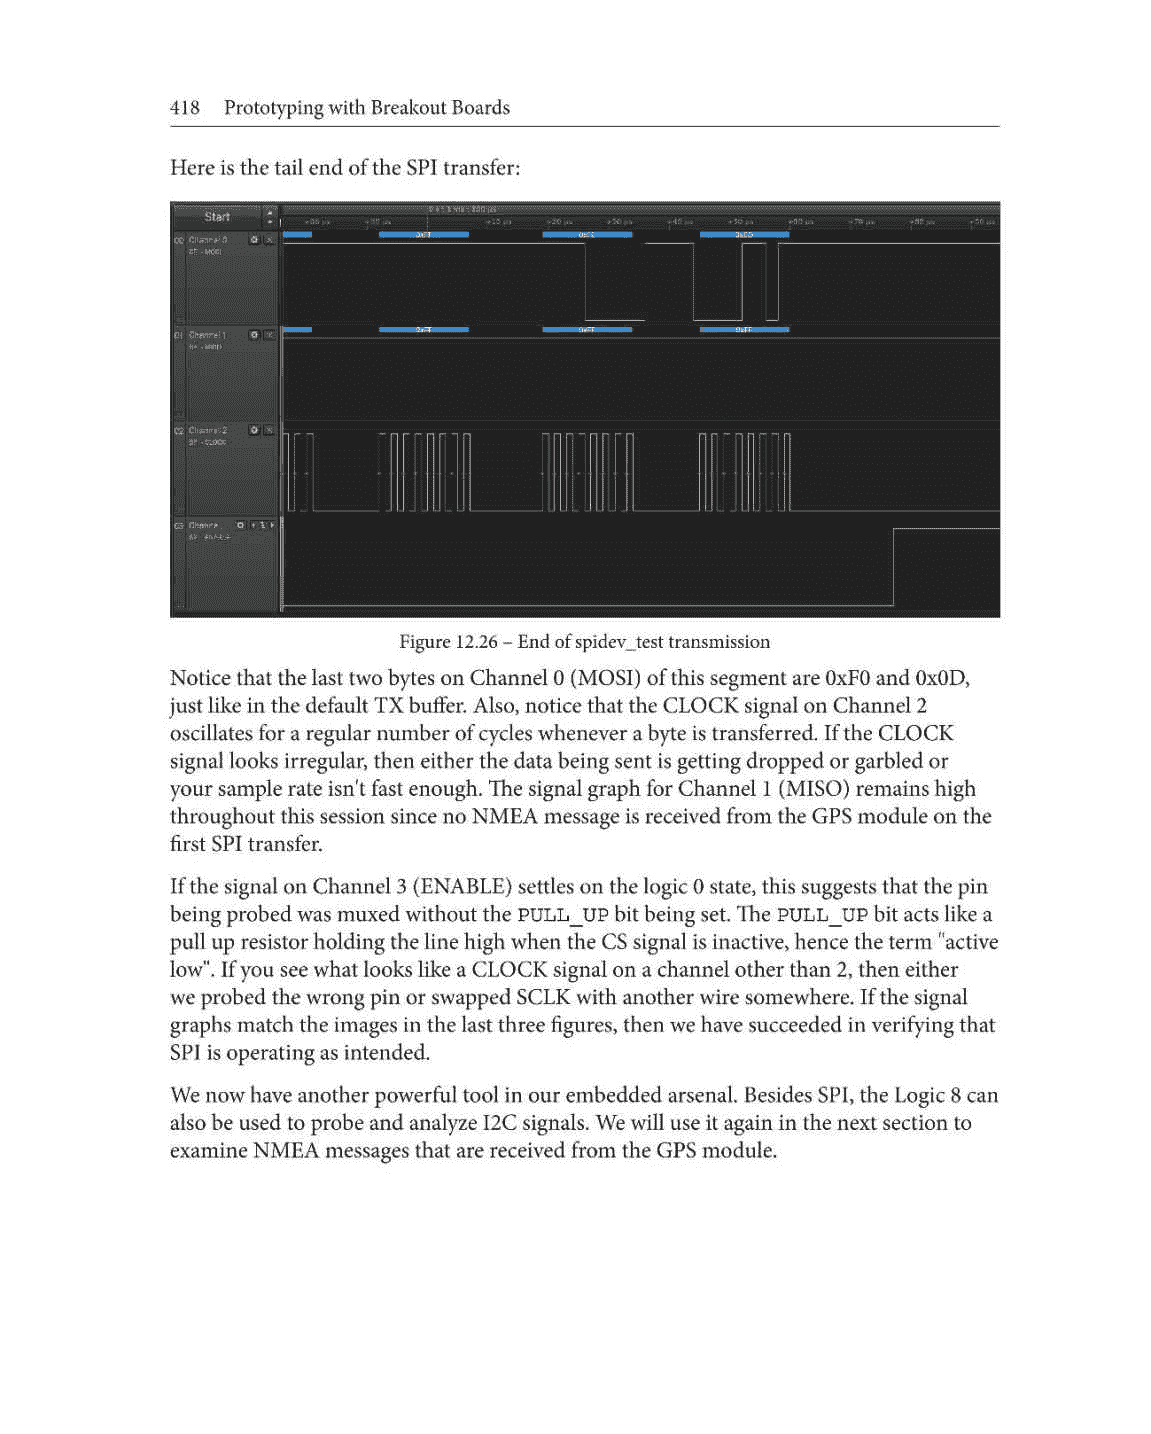 418 Prototyping with Breakout Boards
Here is the tail end of the SPI transfer:
Start
Channel 0
Channel 1
0xFF
0xFF
0xFF
Channel 2
Figure 12.26 – End of spidev_test transmission
Notice that the last two bytes on Channel 0 (MOSI) of this segment are 0xF0 and 0x0D,
just like in the default TX buffer. Also, notice that the CLOCK signal on Channel 2
oscillates for a regular number of cycles whenever a byte is transferred. If the CLOCK
signal looks irregular, then either the data being sent is getting dropped or garbled or
your sample rate isn't fast enough. The signal graph for Channel 1 (MISO) remains high
throughout this session since no NMEA message is received from the GPS module on the
first SPI transfer.
If the signal on Channel 3 (ENABLE) settles on the logic 0 state, this suggests that the pin
being probed was muxed without the PULL_UP bit being set. The PULL_UP bit acts like a
pull up resistor holding the line high when the CS signal is inactive, hence the term "active
low". If you see what looks like a CLOCK signal on a channel other than 2, then either
we probed the wrong pin or swapped SCLK with another wire somewhere. If the signal
graphs match the images in the last three figures, then we have succeeded in verifying that
SPI is operating as intended.
We now have another powerful tool in our embedded arsenal. Besides SPI, the Logic 8 can
also be used to probe and analyze I2C signals. We will use it again in the next section to
examine NMEA messages that are received from the GPS module.